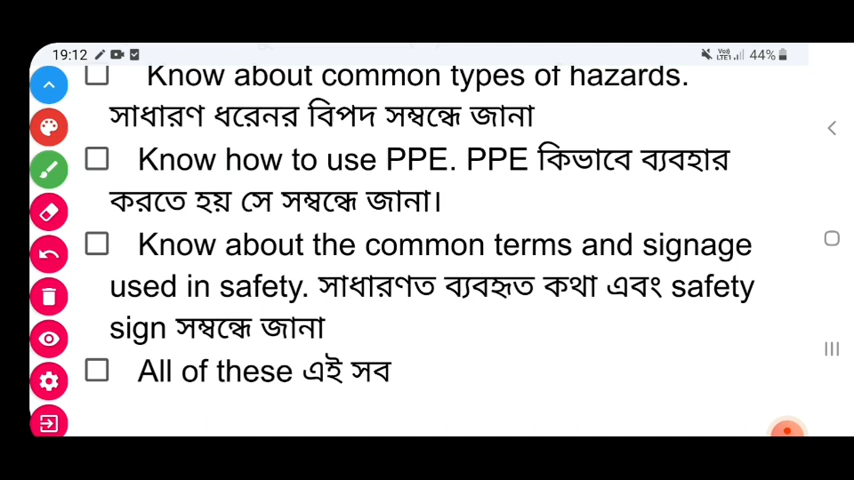 19:12
VoD LTE1 44%
Know about common types of hazards.
সাধারণ ধরেনর বিপদ সম্বন্ধে জানা
Know how to use PPE. PPE কিভাবে ব্যবহার
করতে হয় সে সম্বন্ধে জানা।
Know about the common terms and signage
used in safety. সাধারণত ব্যবহৃত কথা এবং safety
sign সম্বন্ধে জানা
All of these এই সব